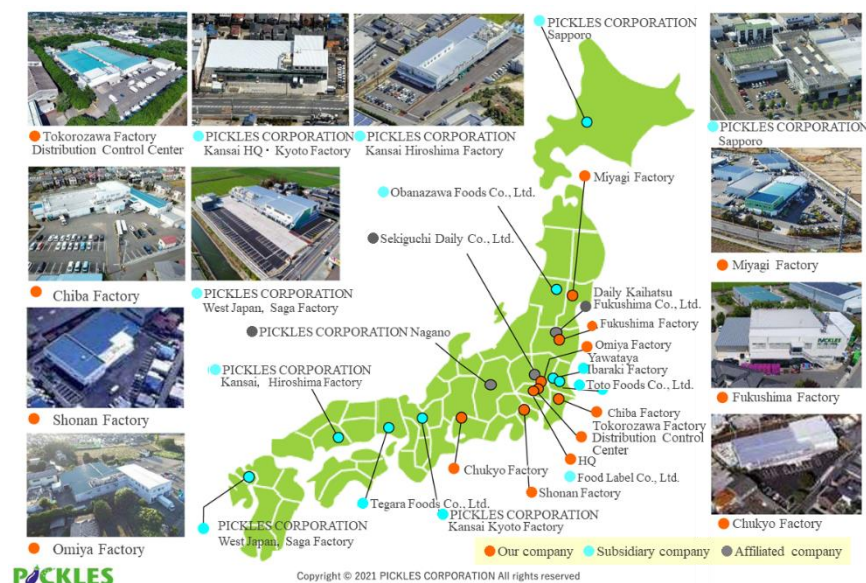 PICKLES CORPORATION
Sapporo
Tokorozawa Factory
Distribution Control Center
PICKLES CORPORATION
Kansai HQ・Kyoto Factory
PICKLES CORPORATION
Kansai Hiroshima Factory
PICKLES CORPORATION
Sapporo
Miyagi Factory
Obanazawa Foods Co., Ltd.
Sekiguchi Daily Co., Ltd.
Chiba Factory
PICKLES CORPORATION
West Japan, Saga Factory
Miyagi Factory
Daily Kaihatsu
Fukushima Co., Ltd.
Fukushima Factory
PICKLES CORPORATION Nagano
Omiya Factory
Yawataya
Ibaraki Factory
Toto Foods Co., Ltd.
PICKLES CORPORATION
Kansai, Hiroshima Factory
Shonan Factory
Fukushima Factory
Chiba Factory
Tokorozawa Factory
Distribution Control
Center
HQ
Food Label Co., Ltd.
Chukyo Factory
Shonan Factory
Tegara Foods Co., Ltd.
PICKLES CORPORATION
Kansai Kyoto Factory
PICKLES CORPORATION
West Japan, Saga Factory
Omiya Factory
Chukyo Factory
Our company
Subsidiary company
Affiliated company
PICKLES
Copyright © 2021 PICKLES CORPORATION All rights reserved
PICKLES